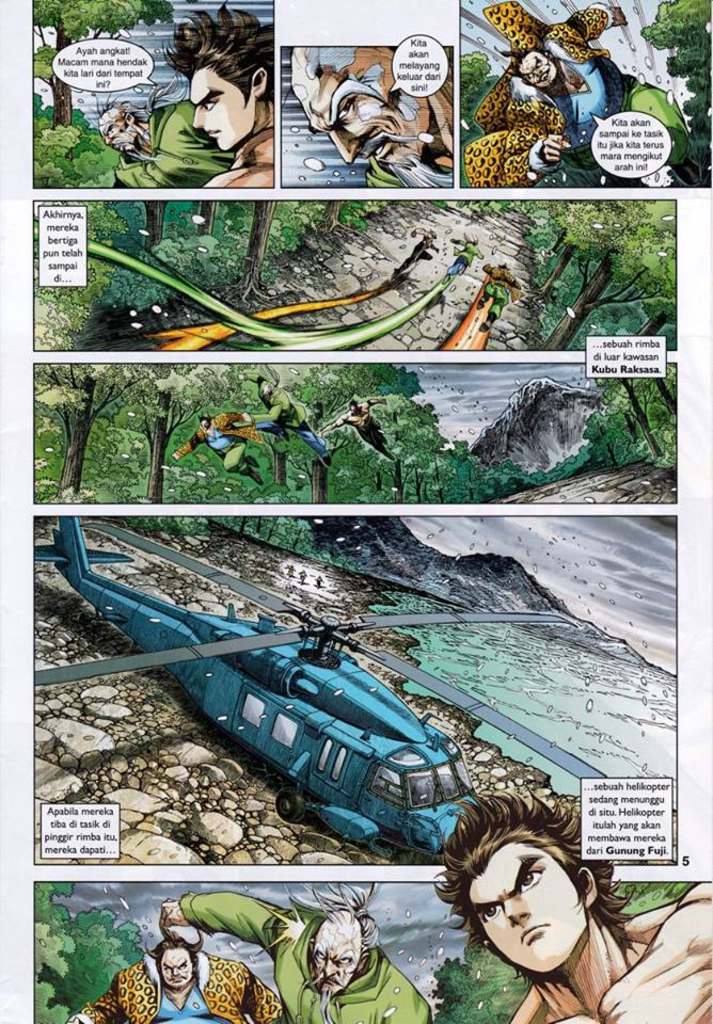 Ayah angkat!
Macam mana hendak
kita lari dari tempat
ini?
Kita
akan
melayang
keluar dari
sini!
Kita akan
sampai ke tasik
itu jika kita terus
mara mengikut
arah ini!
Akhirnya,
mereka
bertiga
pun telah
sampai
di...
...sebuah rimba
di luar kawasan
Kubu Raksasa.
Apabila mereka
tiba di tasik di
pinggir rimba itu,
mereka dapati...
...sebuah helikopter
sedang menunggu
di situ. Helikopter
itulah yang akan
membawa mereka
dari Gunung Fuji.
5